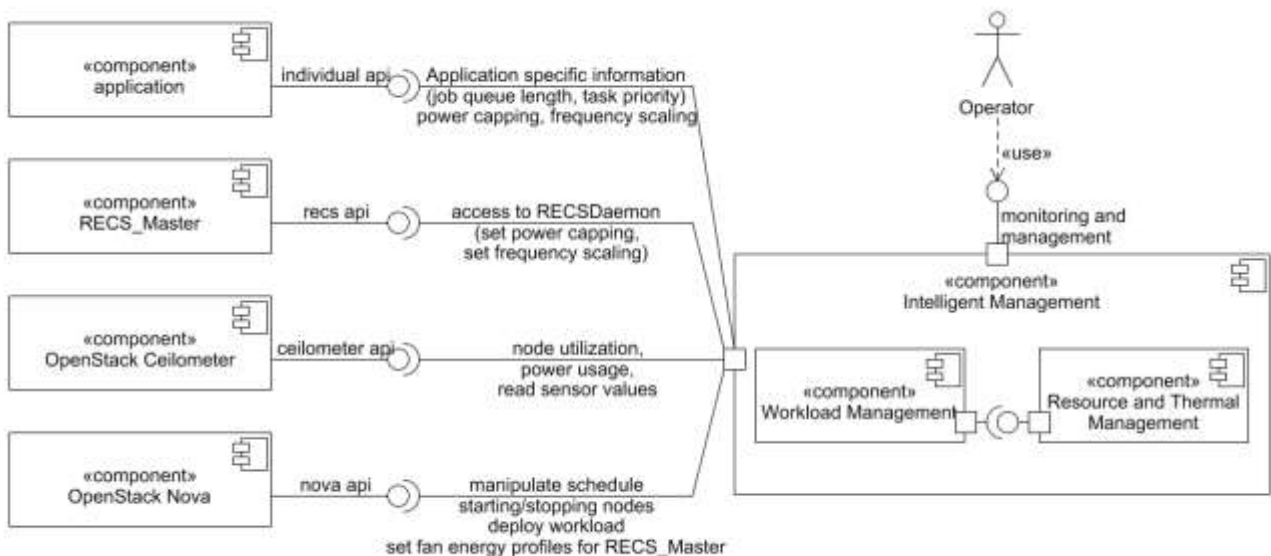 «component»
application
individual api
Application specific information
(job queue length, task priority)
power capping, frequency scaling
«component»
RECS_Master
recs api
access to RECSDaemon
(set power capping,
set frequency scaling)
«component»
OpenStack Ceilometer
ceilometer api
node utilization,
power usage,
read sensor values
«component»
OpenStack Nova
nova api
manipulate schedule
starting/stopping nodes
deploy workload
set fan energy profiles for RECS_Master
Operator
«use»
monitoring and
management
«component»
Intelligent Management
«component»
Workload Management
«component»
Resource and Thermal
Management